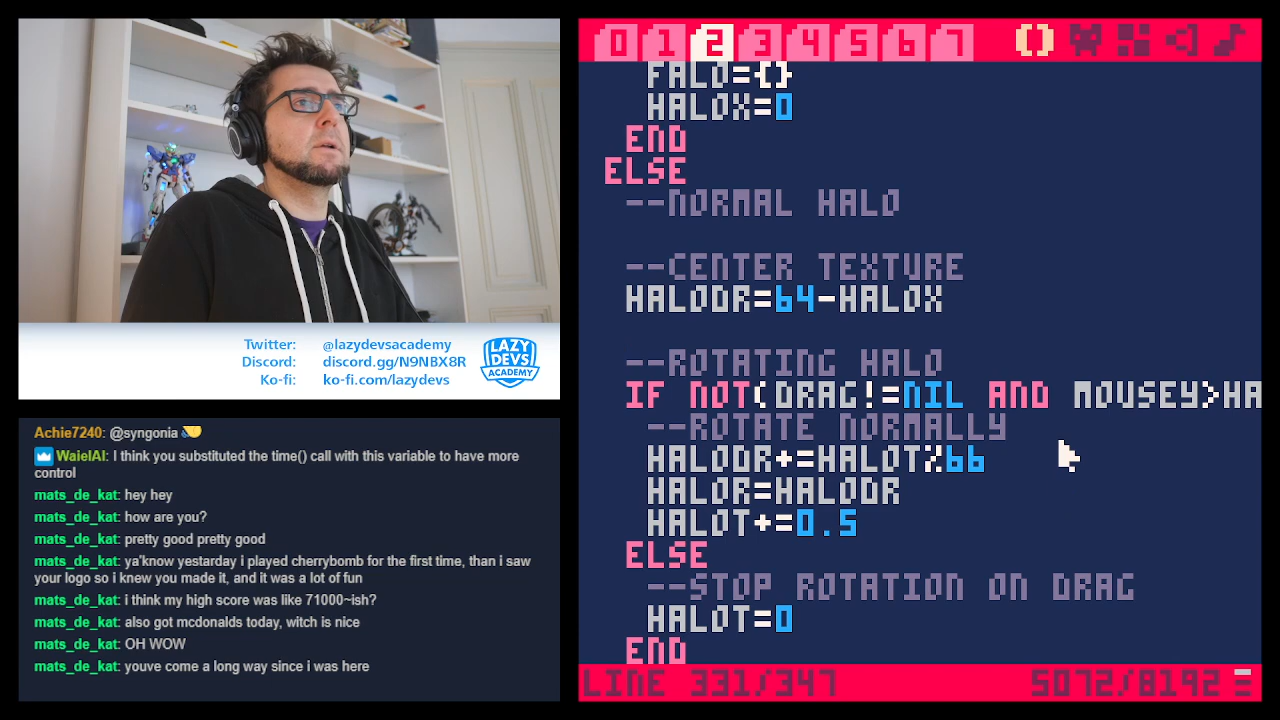 0 1 2 3 4 5 6 7 ()
FALO={}
HALOX=0
END
ELSE
--NORMAL HALO
--CENTER TEXTURE
HALODR=64-HALOX
--ROTATING HALO
IF NOT(DRAG!=NIL AND MOUSEY>HA
--ROTATE NORMALLY
HALODR+=HALOT%66
HALOR=HALODR
HALOT+=0.5
ELSE
--STOP ROTATION ON DRAG
HALOT=0
END
LINE 331/347 5072/8192
Twitter: @lazydevsacademy
Discord: discord.gg/N9NBX8R
Ko-fi: ko-fi.com/lazydevs
LAZY
DEVS
ACADEMY
Achie7240: @syngonia
WaielAl: I think you substituted the time() call with this variable to have more
control
mats_de_kat: hey hey
mats_de_kat: how are you?
mats_de_kat: pretty good pretty good
mats_de_kat: ya'know yestarday i played cherrybomb for the first time, than i saw
your logo so i knew you made it, and it was a lot of fun
mats_de_kat: i think my high score was like 71000~ish?
mats_de_kat: also got mcdonalds today, witch is nice
mats_de_kat: OH WOW
mats_de_kat: youve come a long way since i was here